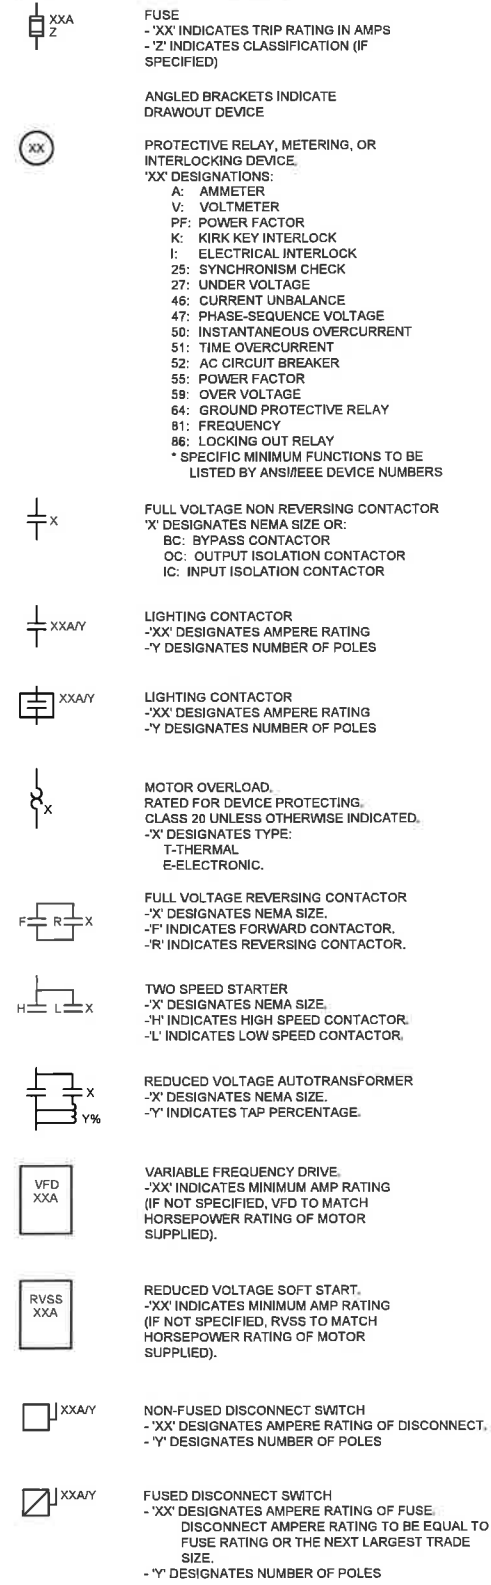 XXA
Z
FUSE
- 'XX' INDICATES TRIP RATING IN AMPS
- 'Z' INDICATES CLASSIFICATION (IF
SPECIFIED)
ANGLED BRACKETS INDICATE
DRAWOUT DEVICE
XX
PROTECTIVE RELAY, METERING, OR
INTERLOCKING DEVICE.
'XX' DESIGNATIONS:
A: AMMETER
V: VOLTMETER
PF: POWER FACTOR
K: KIRK KEY INTERLOCK
I: ELECTRICAL INTERLOCK
25: SYNCHRONISM CHECK
27: UNDER VOLTAGE
46: CURRENT UNBALANCE
47: PHASE-SEQUENCE VOLTAGE
50: INSTANTANEOUS OVERCURRENT
51: TIME OVERCURRENT
52: AC CIRCUIT BREAKER
55: POWER FACTOR
59: OVER VOLTAGE
64: GROUND PROTECTIVE RELAY
81: FREQUENCY
86: LOCKING OUT RELAY
* SPECIFIC MINIMUM FUNCTIONS TO BE
LISTED BY ANSI/IEEE DEVICE NUMBERS
X
FULL VOLTAGE NON REVERSING CONTACTOR
'X' DESIGNATES NEMA SIZE OR:
BC: BYPASS CONTACTOR
OC: OUTPUT ISOLATION CONTACTOR
IC: INPUT ISOLATION CONTACTOR
XXA/Y
LIGHTING CONTACTOR
-'XX' DESIGNATES AMPERE RATING
-'Y DESIGNATES NUMBER OF POLES
XXA/Y
LIGHTING CONTACTOR
-'XX' DESIGNATES AMPERE RATING
-'Y DESIGNATES NUMBER OF POLES
X
MOTOR OVERLOAD.
RATED FOR DEVICE PROTECTING.
CLASS 20 UNLESS OTHERWISE INDICATED.
-'X' DESIGNATES TYPE:
T-THERMAL
E-ELECTRONIC.
F R X
FULL VOLTAGE REVERSING CONTACTOR
-'X' DESIGNATES NEMA SIZE.
-'F' INDICATES FORWARD CONTACTOR.
-'R' INDICATES REVERSING CONTACTOR.
H L X
TWO SPEED STARTER
-'X' DESIGNATES NEMA SIZE.
-'H' INDICATES HIGH SPEED CONTACTOR.
-'L' INDICATES LOW SPEED CONTACTOR.
X
Y%
REDUCED VOLTAGE AUTOTRANSFORMER
-'X' DESIGNATES NEMA SIZE.
-'Y' INDICATES TAP PERCENTAGE.
VFD
XXA
VARIABLE FREQUENCY DRIVE.
-'XX' INDICATES MINIMUM AMP RATING
(IF NOT SPECIFIED, VFD TO MATCH
HORSEPOWER RATING OF MOTOR
SUPPLIED).
RVSS
XXA
REDUCED VOLTAGE SOFT START.
-'XX' INDICATES MINIMUM AMP RATING
(IF NOT SPECIFIED, RVSS TO MATCH
HORSEPOWER RATING OF MOTOR
SUPPLIED).
XXA/Y
NON-FUSED DISCONNECT SWITCH
- 'XX' DESIGNATES AMPERE RATING OF DISCONNECT.
- 'Y' DESIGNATES NUMBER OF POLES
XXA/Y
FUSED DISCONNECT SWITCH
- 'XX' DESIGNATES AMPERE RATING OF FUSE.
DISCONNECT AMPERE RATING TO BE EQUAL TO
FUSE RATING OR THE NEXT LARGEST TRADE
SIZE.
- 'Y' DESIGNATES NUMBER OF POLES